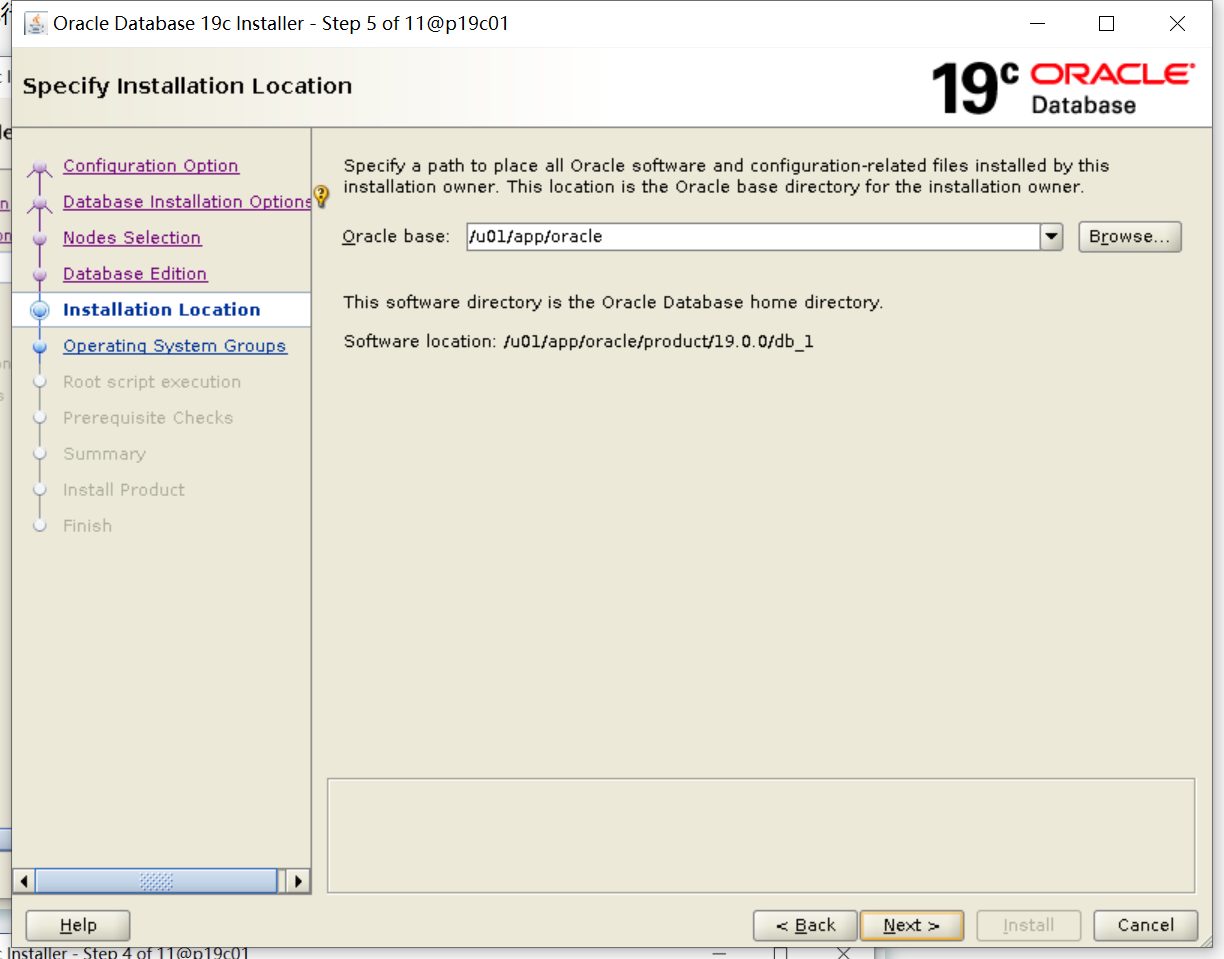 Oracle Database 19c Installer - Step 5 of 11@p19c01
Specify Installation Location
19c ORACLE
Database
Configuration Option
Database Installation Options
Nodes Selection
Database Edition
Installation Location
Operating System Groups
Root script execution
Prerequisite Checks
Summary
Install Product
Finish
Specify a path to place all Oracle software and configuration-related files installed by this
installation owner. This location is the Oracle base directory for the installation owner.
Oracle base: /u01/app/oracle Browse...
This software directory is the Oracle Database home directory.
Software location: /u01/app/oracle/product/19.0.0/db_1
Help < Back Next > Install Cancel
Installer - Step 4 of 11@p19c01